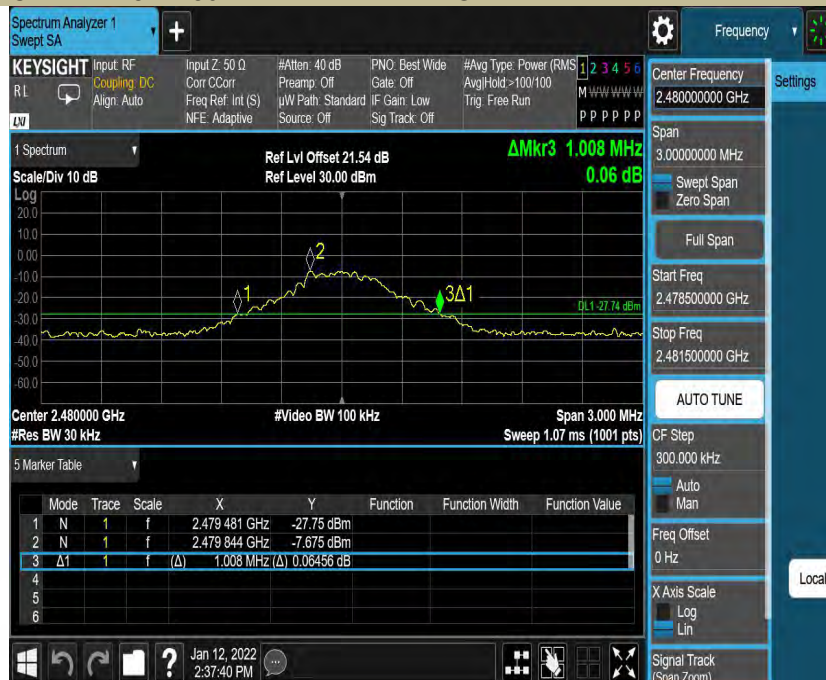 Spectrum Analyzer 1
Swept SA
+
Frequency
KEYSIGHT
RL
LXI
Input: RF
Coupling: DC
Align: Auto
Input Z: 50 Ω
Corr CCorr
Freq Ref: Int (S)
NFE: Adaptive
#Atten: 40 dB
Preamp: Off
µW Path: Standard
Source: Off
PNO: Best Wide
Gate: Off
IF Gain: Low
Sig Track: Off
#Avg Type: Power (RMS
Avg|Hold:>100/100
Trig: Free Run
1 2 3 4 5 6
M W W W W W
P P P P P P
Center Frequency
2.480000000 GHz
Settings
1 Spectrum
Scale/Div 10 dB
Ref Lvl Offset 21.54 dB
Ref Level 30.00 dBm
ΔMkr3 1.008 MHz
0.06 dB
Log
20.0
10.0
0.00
-10.0
-20.0
-30.0
-40.0
-50.0
-60.0
1
2
3Δ1
DL1 -27.74 dBm
Center 2.480000 GHz
#Res BW 30 kHz
#Video BW 100 kHz
Span 3.000 MHz
Sweep 1.07 ms (1001 pts)
Span
3.00000000 MHz
Swept Span
Zero Span
Full Span
Start Freq
2.478500000 GHz
Stop Freq
2.481500000 GHz
AUTO TUNE
CF Step
300.000 kHz
Auto
Man
Freq Offset
0 Hz
X Axis Scale
Log
Lin
Signal Track
(Span Zoom)
Local
5 Marker Table
Mode Trace Scale X Y Function Function Width Function Value
1 N 1 f 2.479 481 GHz -27.75 dBm
2 N 1 f 2.479 844 GHz -7.675 dBm
3 Δ1 1 f (Δ) 1.008 MHz (Δ) 0.06456 dB
4
5
6
?
Jan 12, 2022
2:37:40 PM